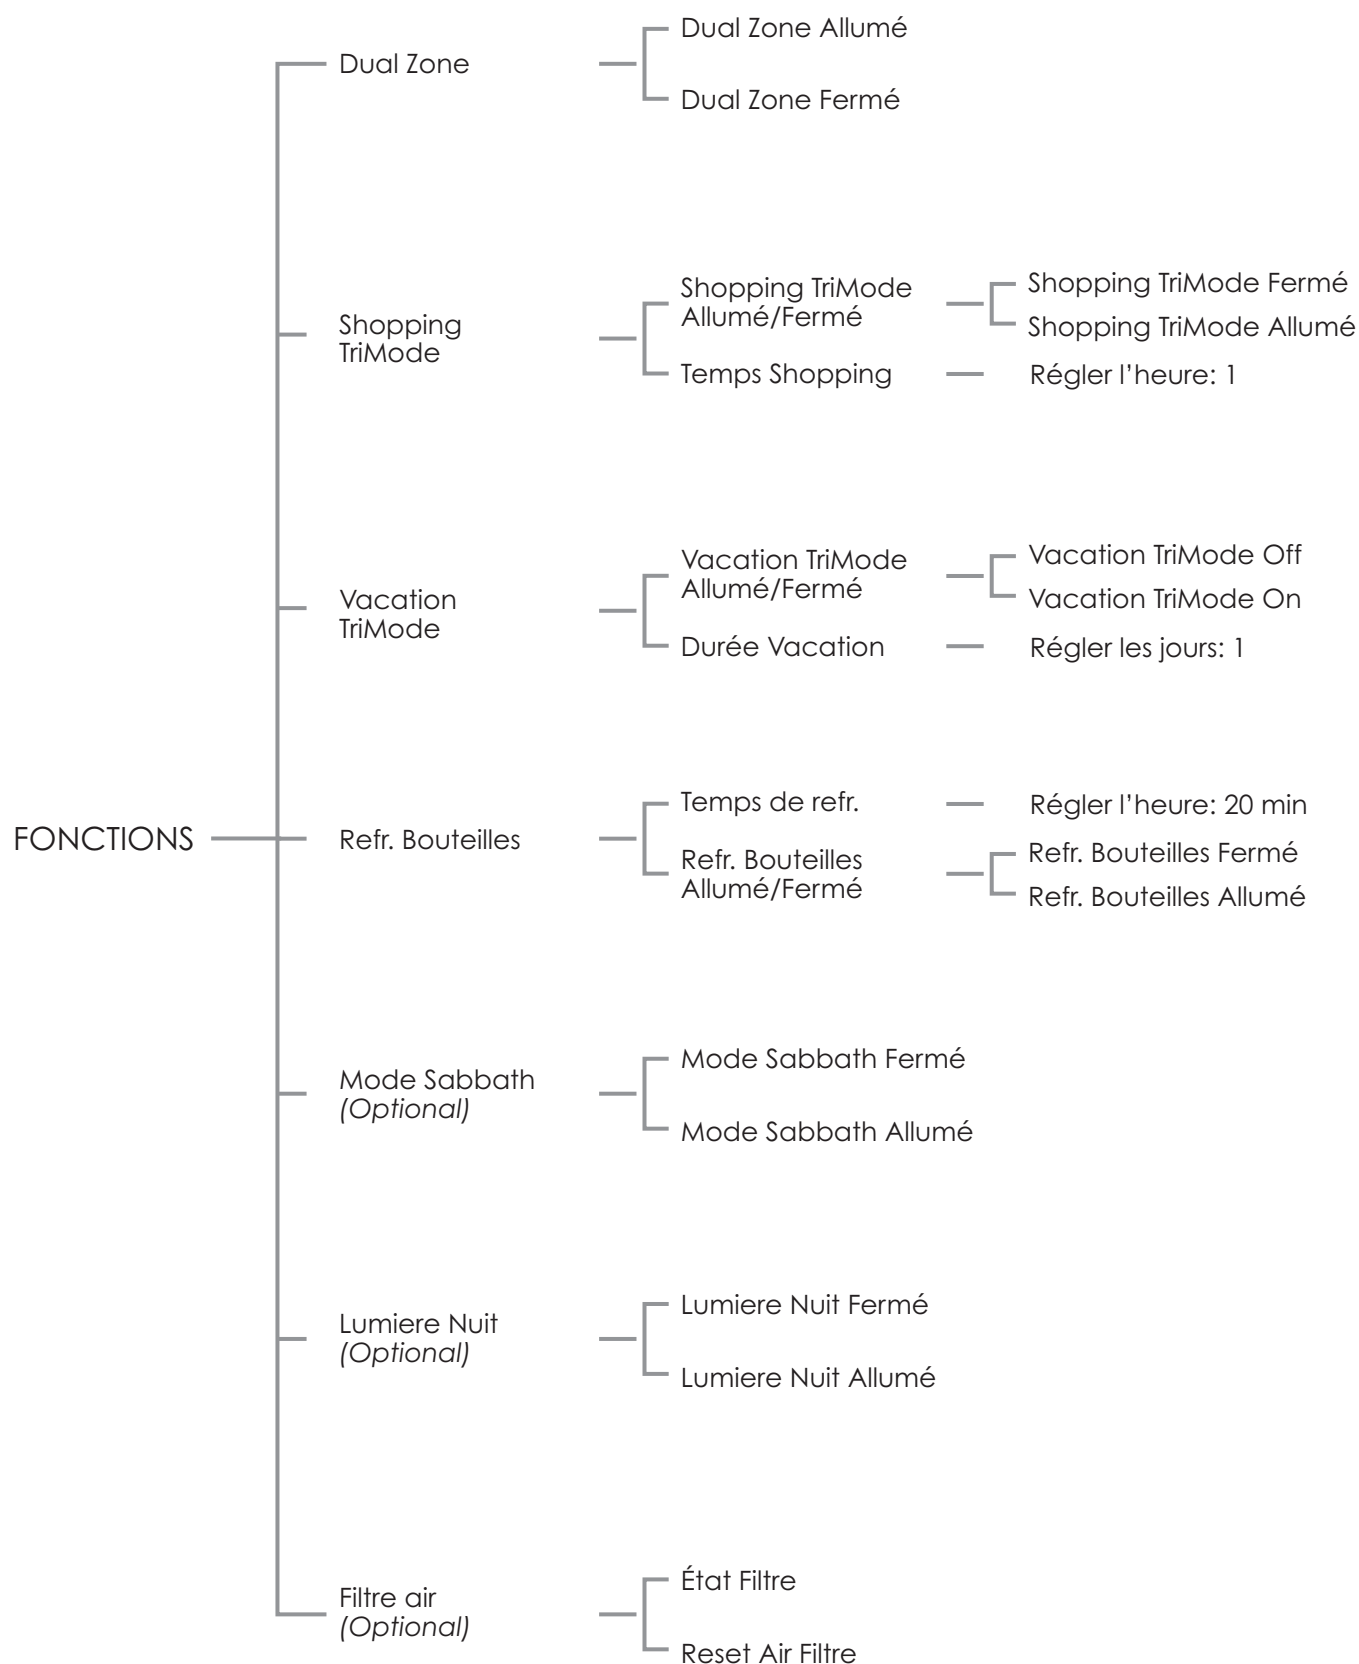 Dual Zone
Dual Zone Allumé
Dual Zone Fermé
Shopping
TriMode
Shopping TriMode
Allumé/Fermé
Shopping TriMode Fermé
Shopping TriMode Allumé
Temps Shopping
Régler l’heure: 1
Vacation
TriMode
Vacation TriMode
Allumé/Fermé
Vacation TriMode Off
Vacation TriMode On
Durée Vacation
Régler les jours: 1
FONCTIONS
Refr. Bouteilles
Temps de refr.
Régler l’heure: 20 min
Refr. Bouteilles
Allumé/Fermé
Refr. Bouteilles Fermé
Refr. Bouteilles Allumé
Mode Sabbath
(Optional)
Mode Sabbath Fermé
Mode Sabbath Allumé
Lumiere Nuit
(Optional)
Lumiere Nuit Fermé
Lumiere Nuit Allumé
Filtre air
(Optional)
État Filtre
Reset Air Filtre